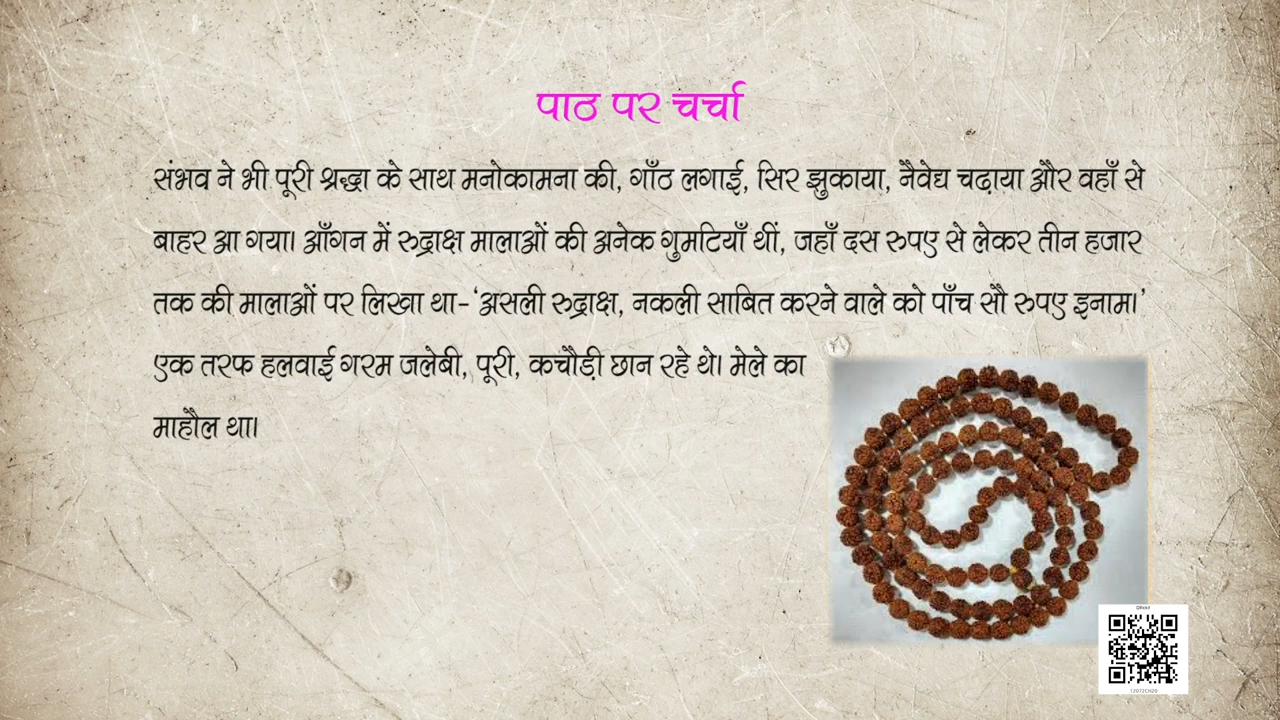 पाठ पर चर्चा
संभव ने भी पूरी श्रद्धा के साथ मनोकामना की, गाँठ लगाई, सिर झुकाया, नैवेद्य चढ़ाया और वहाँ से
बाहर आ गया। आँगन में रुद्राक्ष मालाओं की अनेक गुमटियाँ थीं, जहाँ दस रुपए से लेकर तीन हजार
तक की मालाओं पर लिखा था-‘असली रुद्राक्ष, नकली साबित करने वाले को पाँच सौ रुपए इनाम।’
एक तरफ हलवाई गरम जलेबी, पूरी, कचौड़ी छान रहे थे। मेले का
माहौल था।
12072CH20